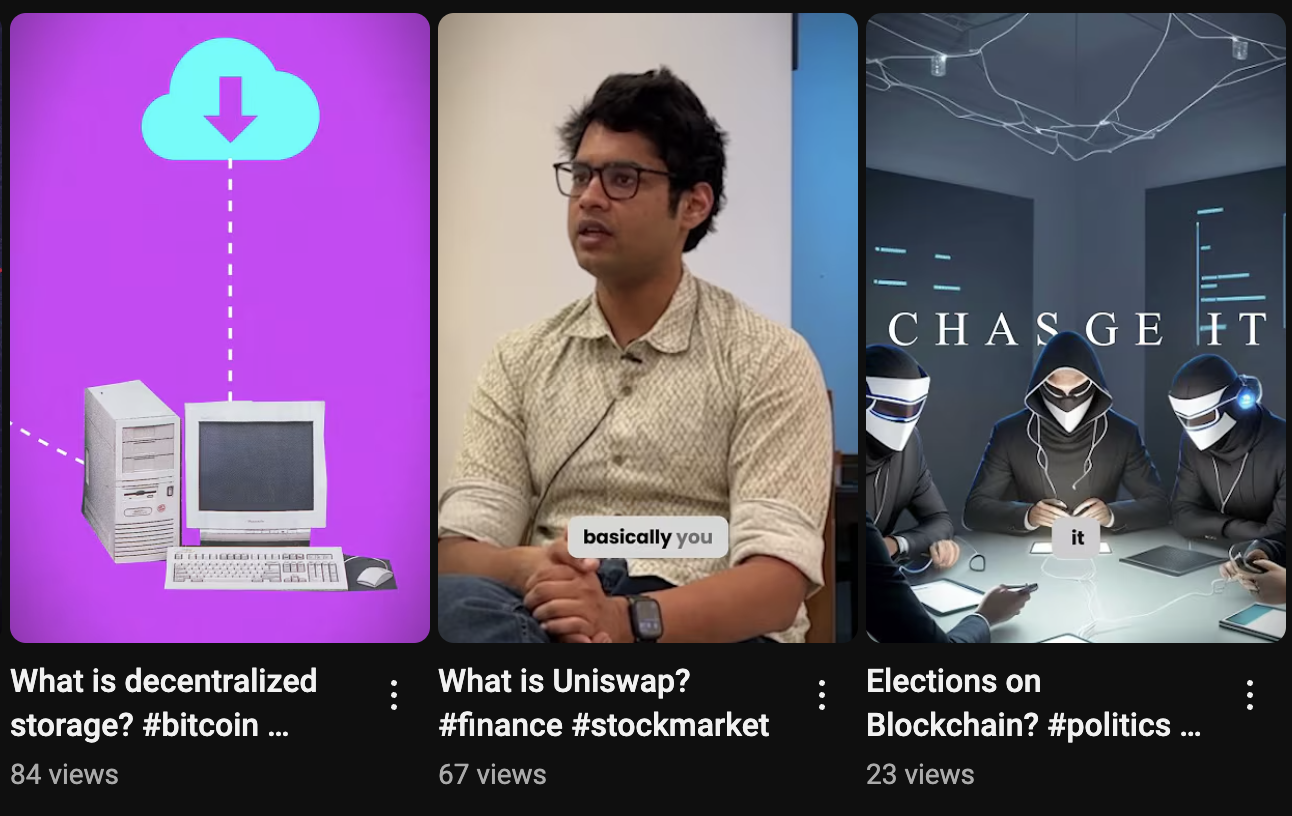 CHASGE IT
basically you
it
What is decentralized
storage? #bitcoin ...
84 views
What is Uniswap?
#finance #stockmarket
67 views
Elections on
Blockchain? #politics ...
23 views